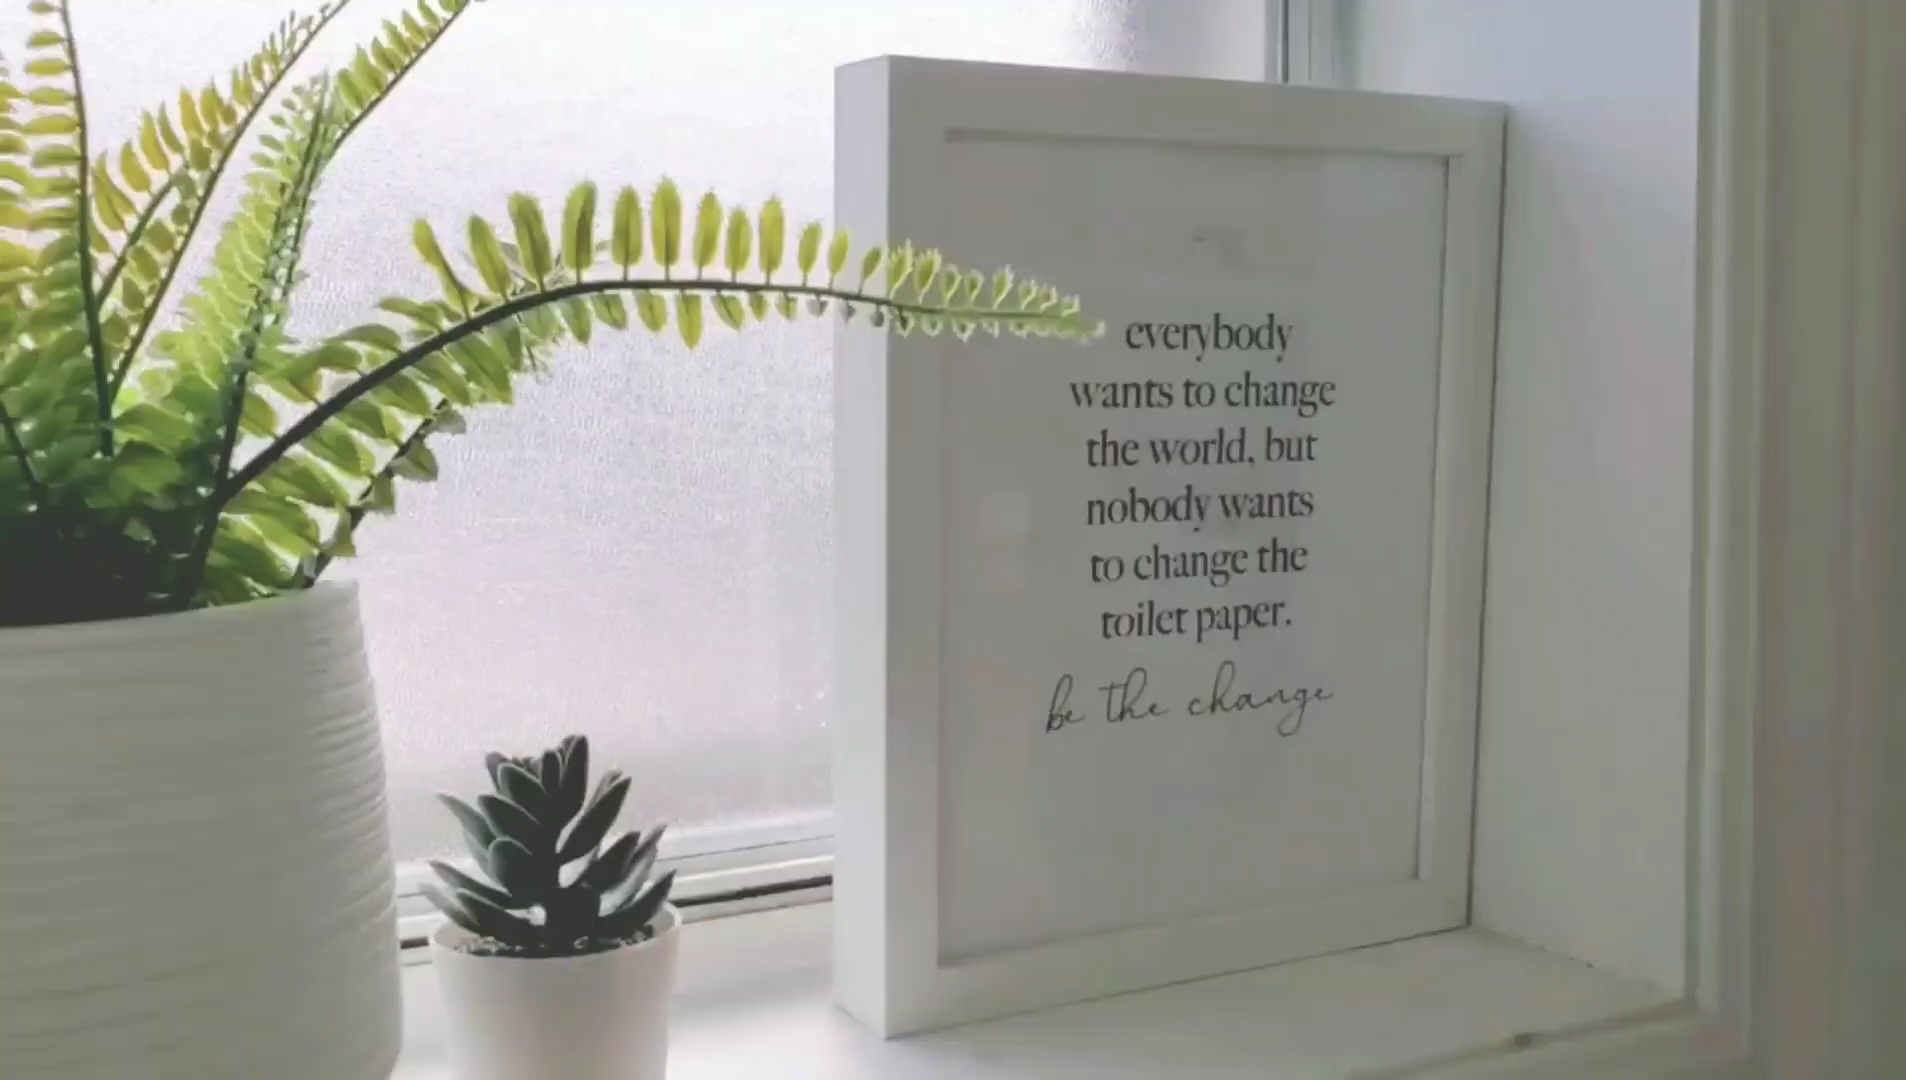 everybody
wants to change
the world, but
nobody wants
to change the
toilet paper.
be the change